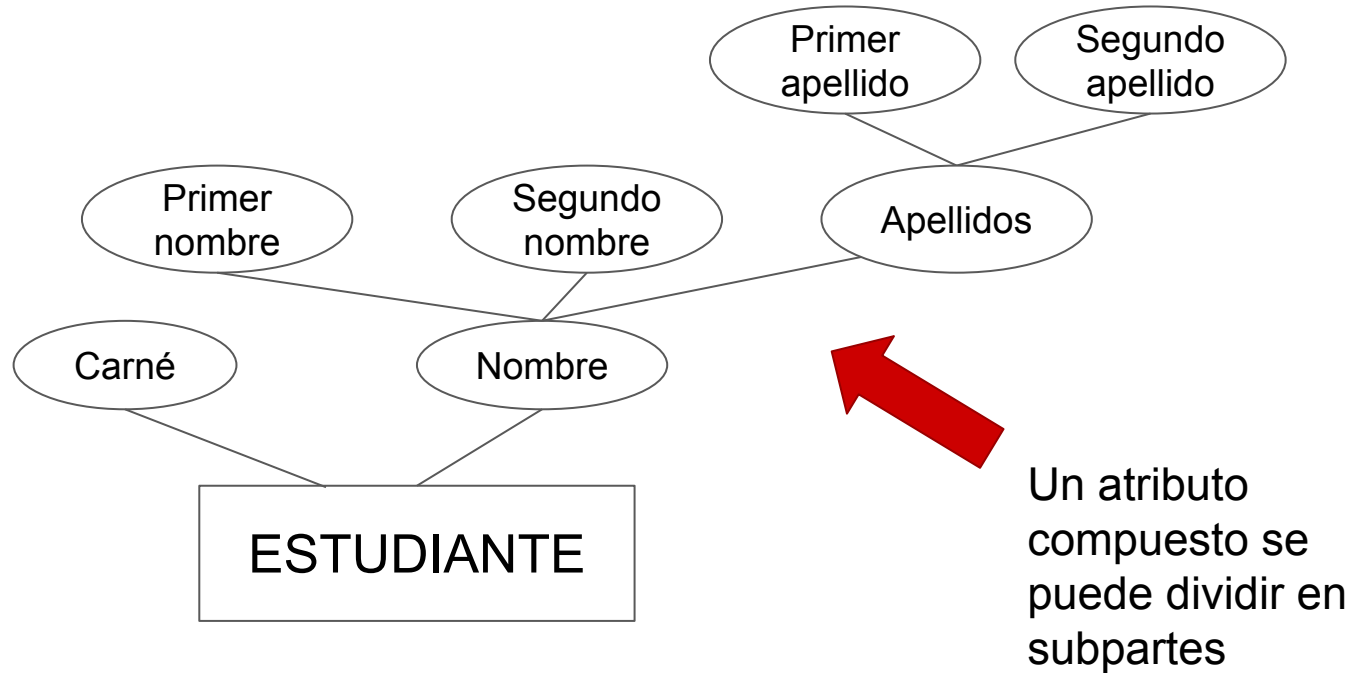 Primer
apellido
Segundo
apellido
Primer
nombre
Segundo
nombre
Apellidos
Carné
Nombre
ESTUDIANTE
Un atributo
compuesto se
puede dividir en
subpartes